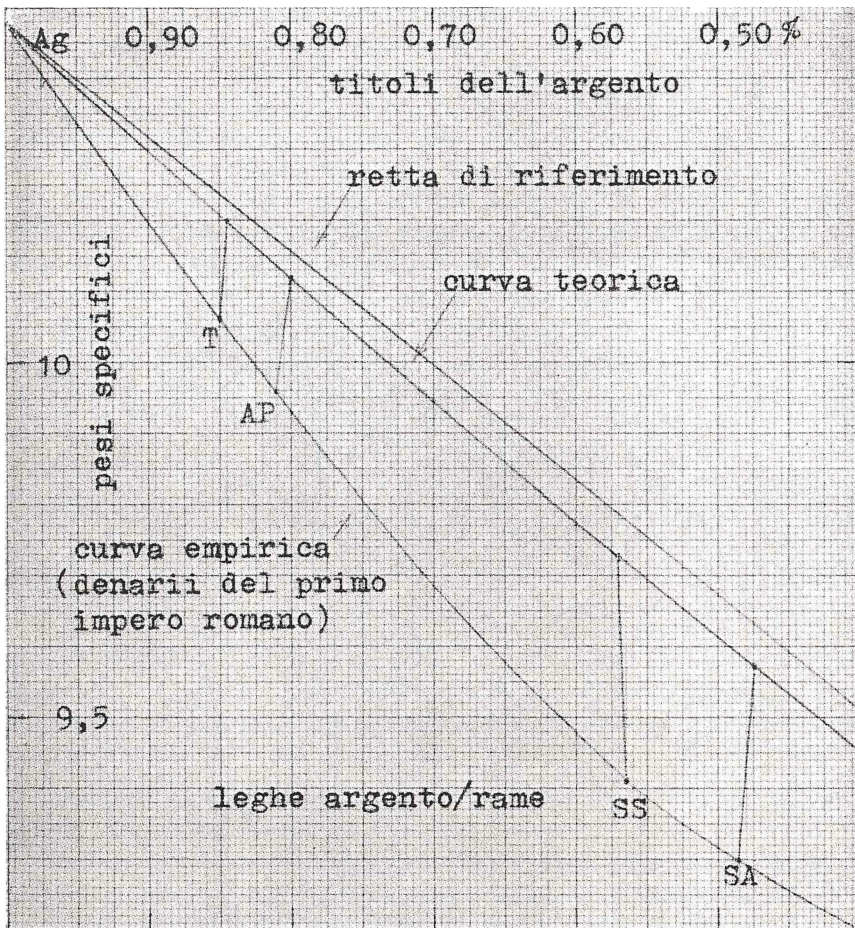 Ag 0,90 0,80 0,70 0,60 0,50 %
titoli dell'argento
retta di riferimento
curva teorica
pesi specifici
T
10
AP
curva empirica
(denarii del primo
impero romano)
9,5
leghe argento/rame
SS
SA